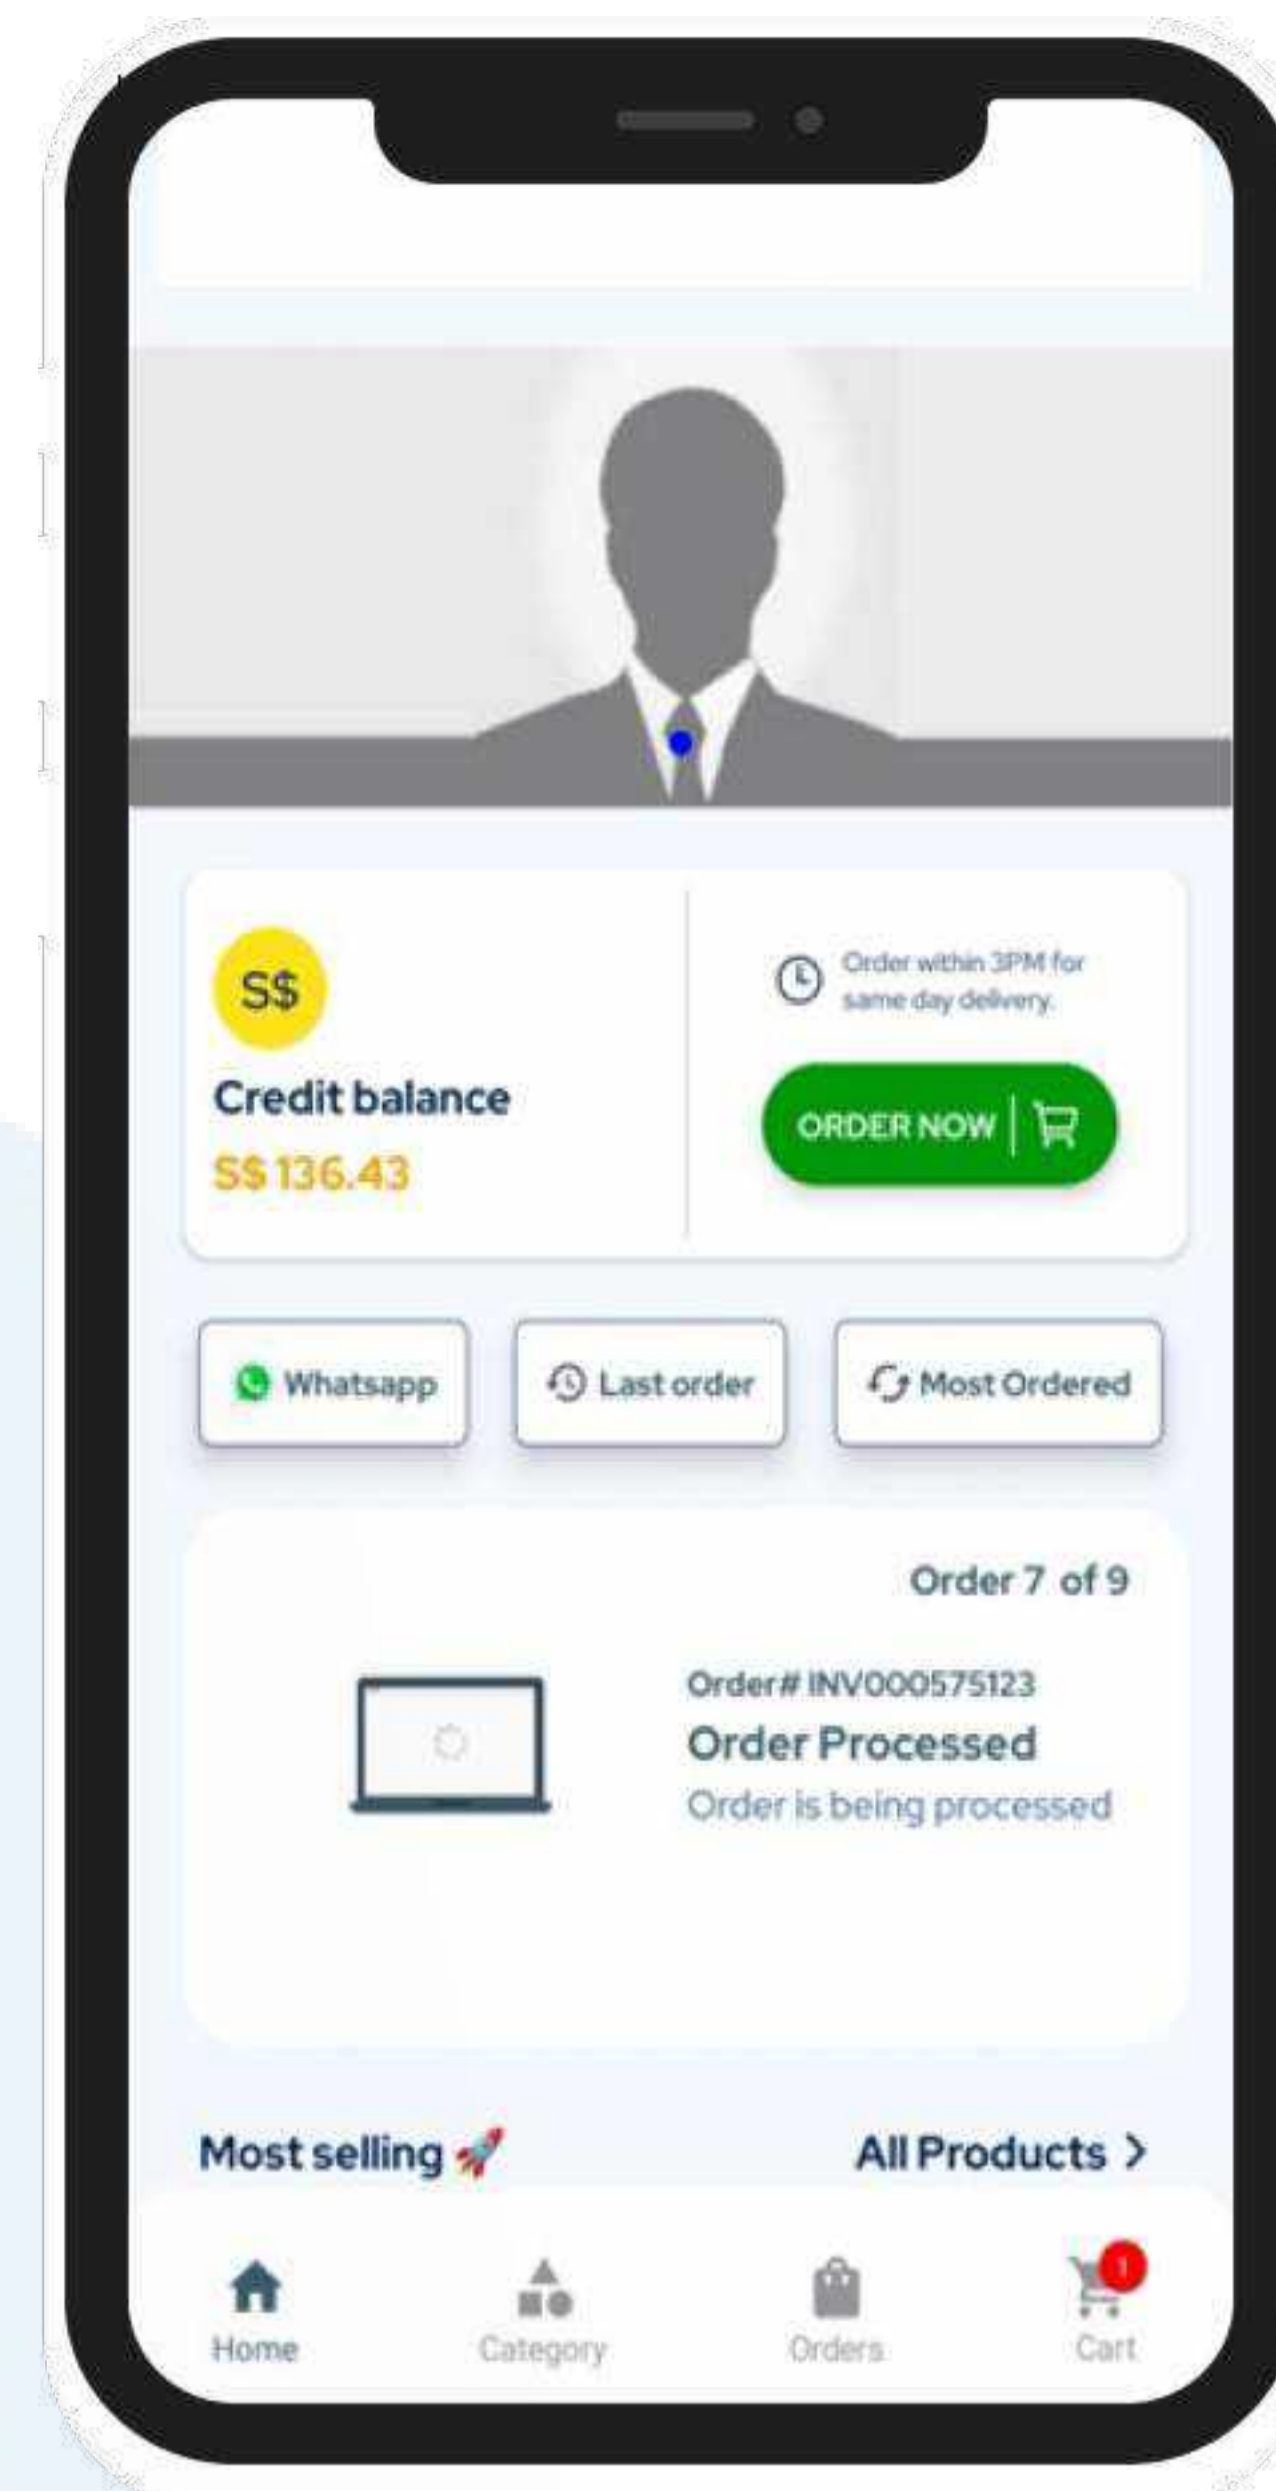 S$
Credit balance
S$ 136.43
Order within 3PM for
same day delivery.
ORDER NOW
Whatsapp
Last order
Most Ordered
Order 7 of 9
Order# INV000575123
Order Processed
Order is being processed
Most selling
All Products >
Home
Category
Orders
1
Cart